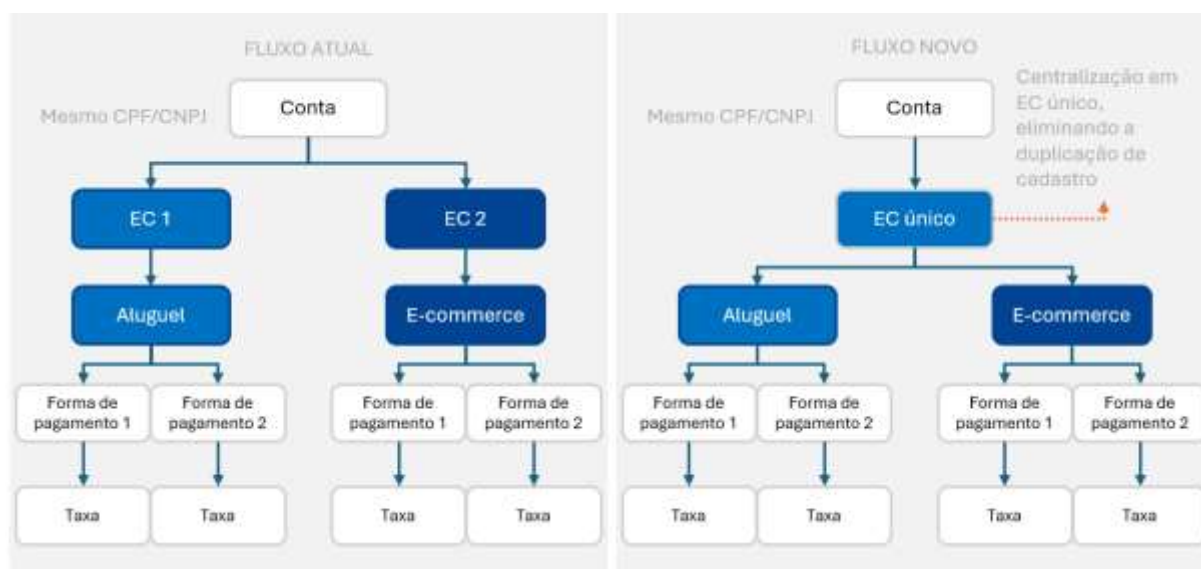 FLUXO ATUAL
Mesmo CPF/CNPJ
Conta
EC 1
EC 2
Aluguel
E-commerce
Forma de
pagamento 1
Forma de
pagamento 2
Forma de
pagamento 1
Forma de
pagamento 2
Taxa
Taxa
Taxa
Taxa
FLUXO NOVO
Mesmo CPF/CNPJ
Conta
Centralização em
EC único,
eliminando a
duplicação de
cadastro
EC único
Aluguel
E-commerce
Forma de
pagamento 1
Forma de
pagamento 2
Forma de
pagamento 1
Forma de
pagamento 2
Taxa
Taxa
Taxa
Taxa